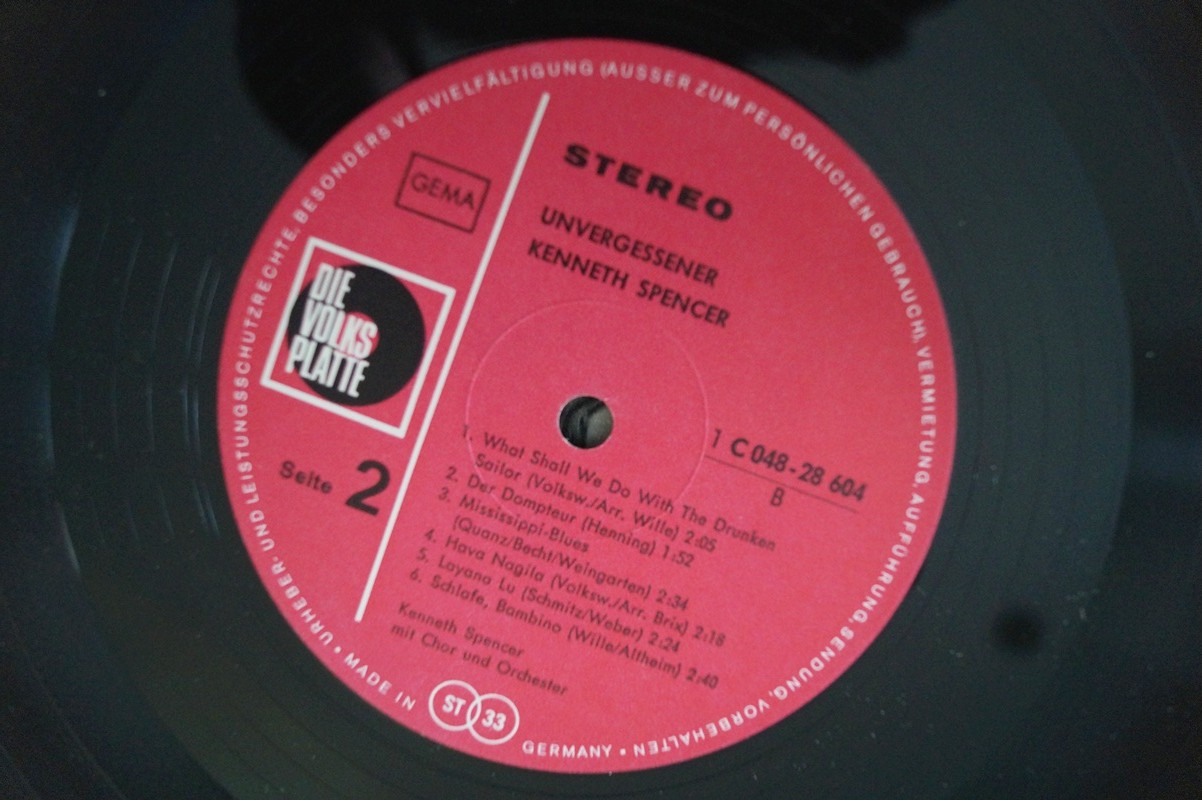 URHEBER- UND LEISTUNGSSCHUTZRECHTE, BESONDERS VERVIELFÄLTIGUNG (AUSSER ZUM PERSÖNLICHEN GEBRAUCH), VERMIETUNG, AUFFÜHRUNG, SENDUNG, VORBEHALTEN • MADE IN GERMANY •
GEMA
DIE
VOLKS
PLATTE
Seite 2
STEREO
UNVERGESSENER
KENNETH SPENCER
1 C 048-28 604
B
1. What Shall We Do With The Drunken
Sailor (Volksw./Arr. Wille) 2:05
2. Der Dompteur (Henning) 1:52
3. Mississippi-Blues
(Quanz/Becht/Weingarten) 2:34
4. Hava Nagila (Volksw./Arr. Brix) 2:18
5. Layana Lu (Schmitz/Weber) 2:24
6. Schlafe, Bambino (Wille/Altheim) 2:40
Kenneth Spencer
mit Chor und Orchester
ST 33